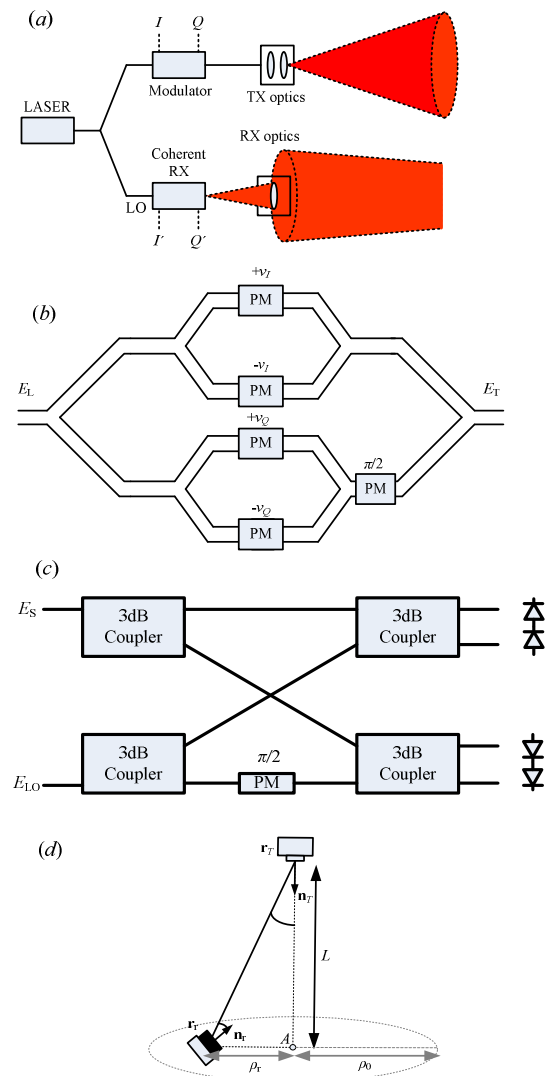 (a)
I
Q
Modulator
TX optics
LASER
RX optics
Coherent
RX
LO
I´
Q´
(b)
+vI
PM
-vI
PM
EL
ET
+vQ
PM
π/2
PM
-vQ
PM
(c)
ES
3dB
Coupler
3dB
Coupler
3dB
Coupler
π/2
PM
3dB
Coupler
ELO
(d)
rT
nT
L
rr
nr
A
ρr
ρ0